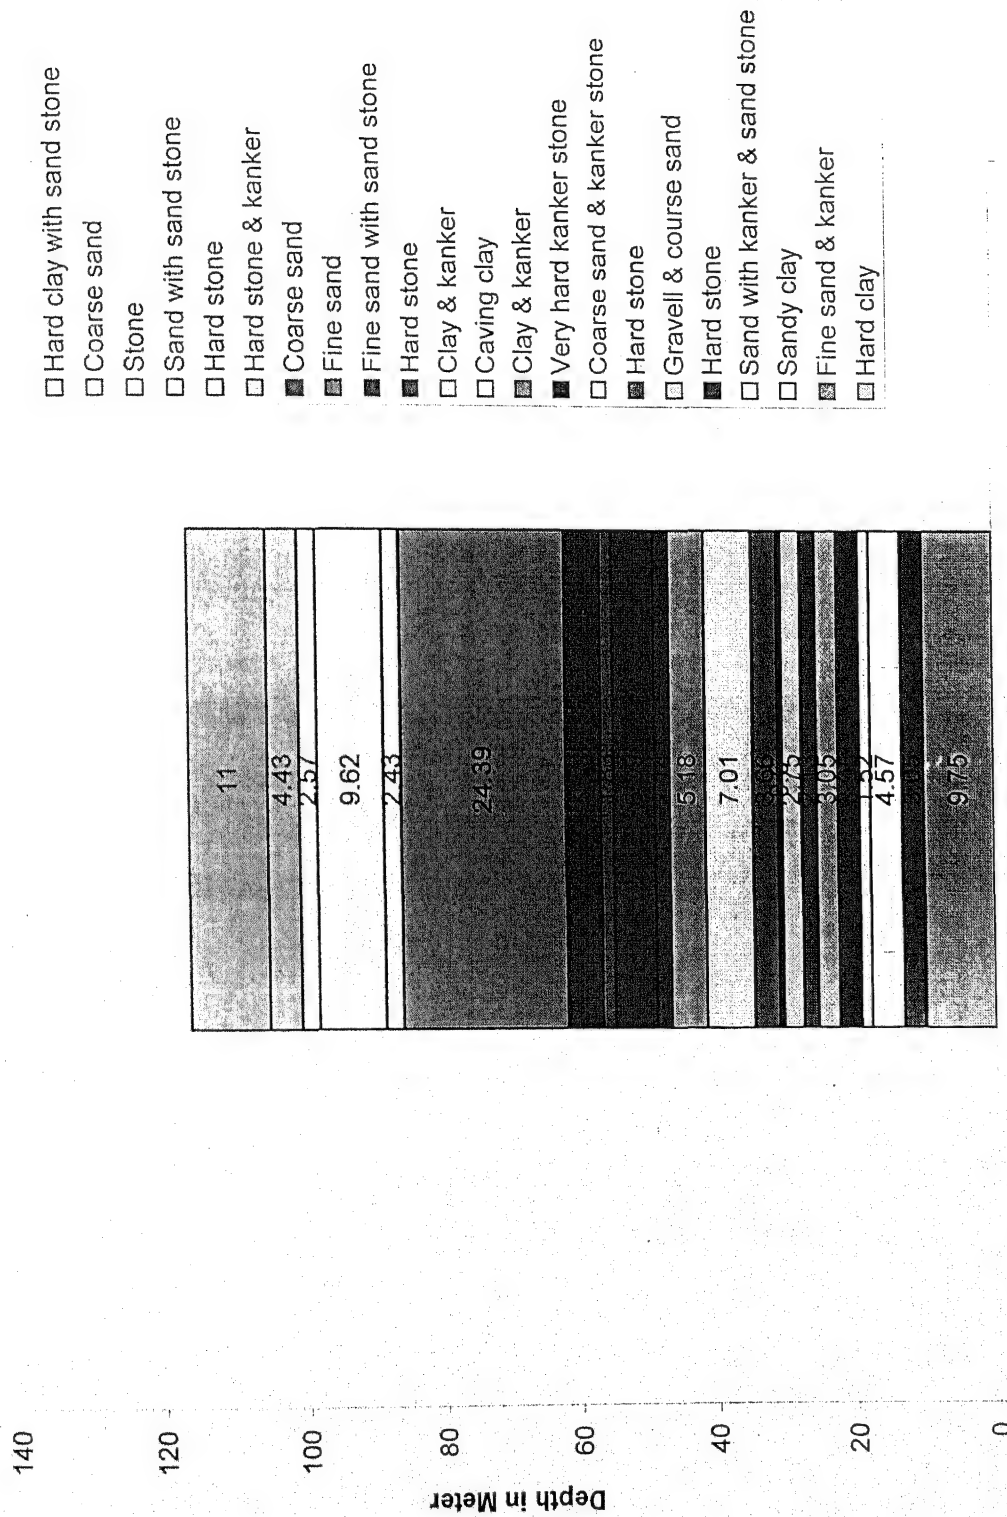 Hard clay with sand stone
Coarse sand
Stone
Sand with sand stone
Hard stone
Hard stone & kanker
Coarse sand
Fine sand
Fine sand with sand stone
Hard stone
Clay & kanker
Caving clay
Clay & kanker
Very hard kanker stone
Coarse sand & kanker stone
Hard stone
Gravell & course sand
Hard stone
Sand with kanker & sand stone
Sandy clay
Fine sand & kanker
Hard clay
11
4.43
2.57
9.62
2.43
24.39
5.18
7.01
3.66
2.75
3.05
1.52
4.57
9.75
140
120
100
80
60
40
20
0
Depth in Meter